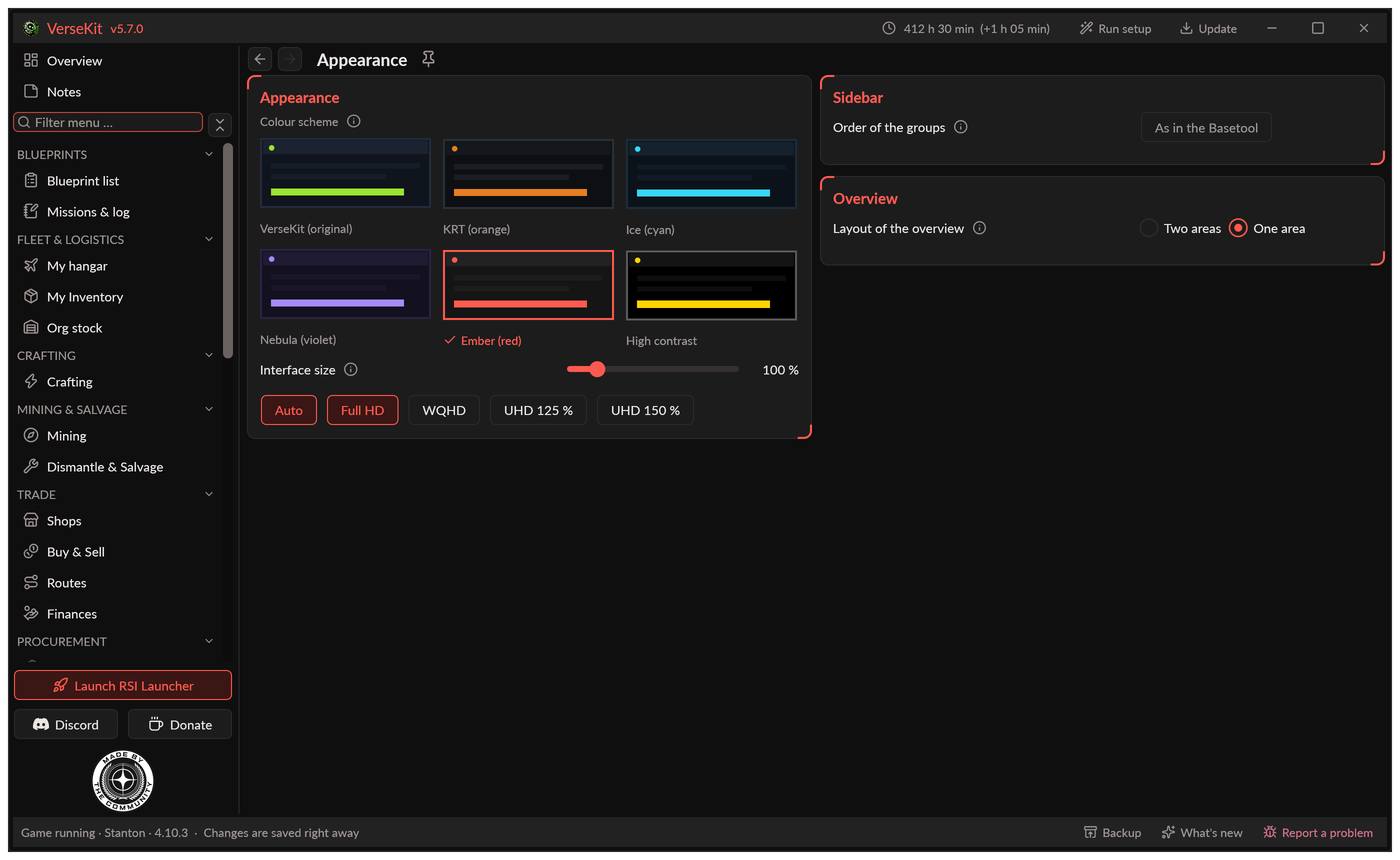 VerseKit v5.7.0
412 h 30 min (+1 h 05 min)
Run setup
Update
Overview
Notes
Filter menu ...
BLUEPRINTS
Blueprint list
Missions & log
FLEET & LOGISTICS
My hangar
My Inventory
Org stock
CRAFTING
Crafting
MINING & SALVAGE
Mining
Dismantle & Salvage
TRADE
Shops
Buy & Sell
Routes
Finances
PROCUREMENT
Launch RSI Launcher
Discord
Donate
MADE BY
THE COMMUNITY
Appearance
Appearance
Colour scheme
VerseKit (original)
KRT (orange)
Ice (cyan)
Nebula (violet)
Ember (red)
High contrast
Interface size
100 %
Auto
Full HD
WQHD
UHD 125 %
UHD 150 %
Sidebar
Order of the groups
As in the Basetool
Overview
Layout of the overview
Two areas
One area
Game running · Stanton · 4.10.3 · Changes are saved right away
Backup
What's new
Report a problem